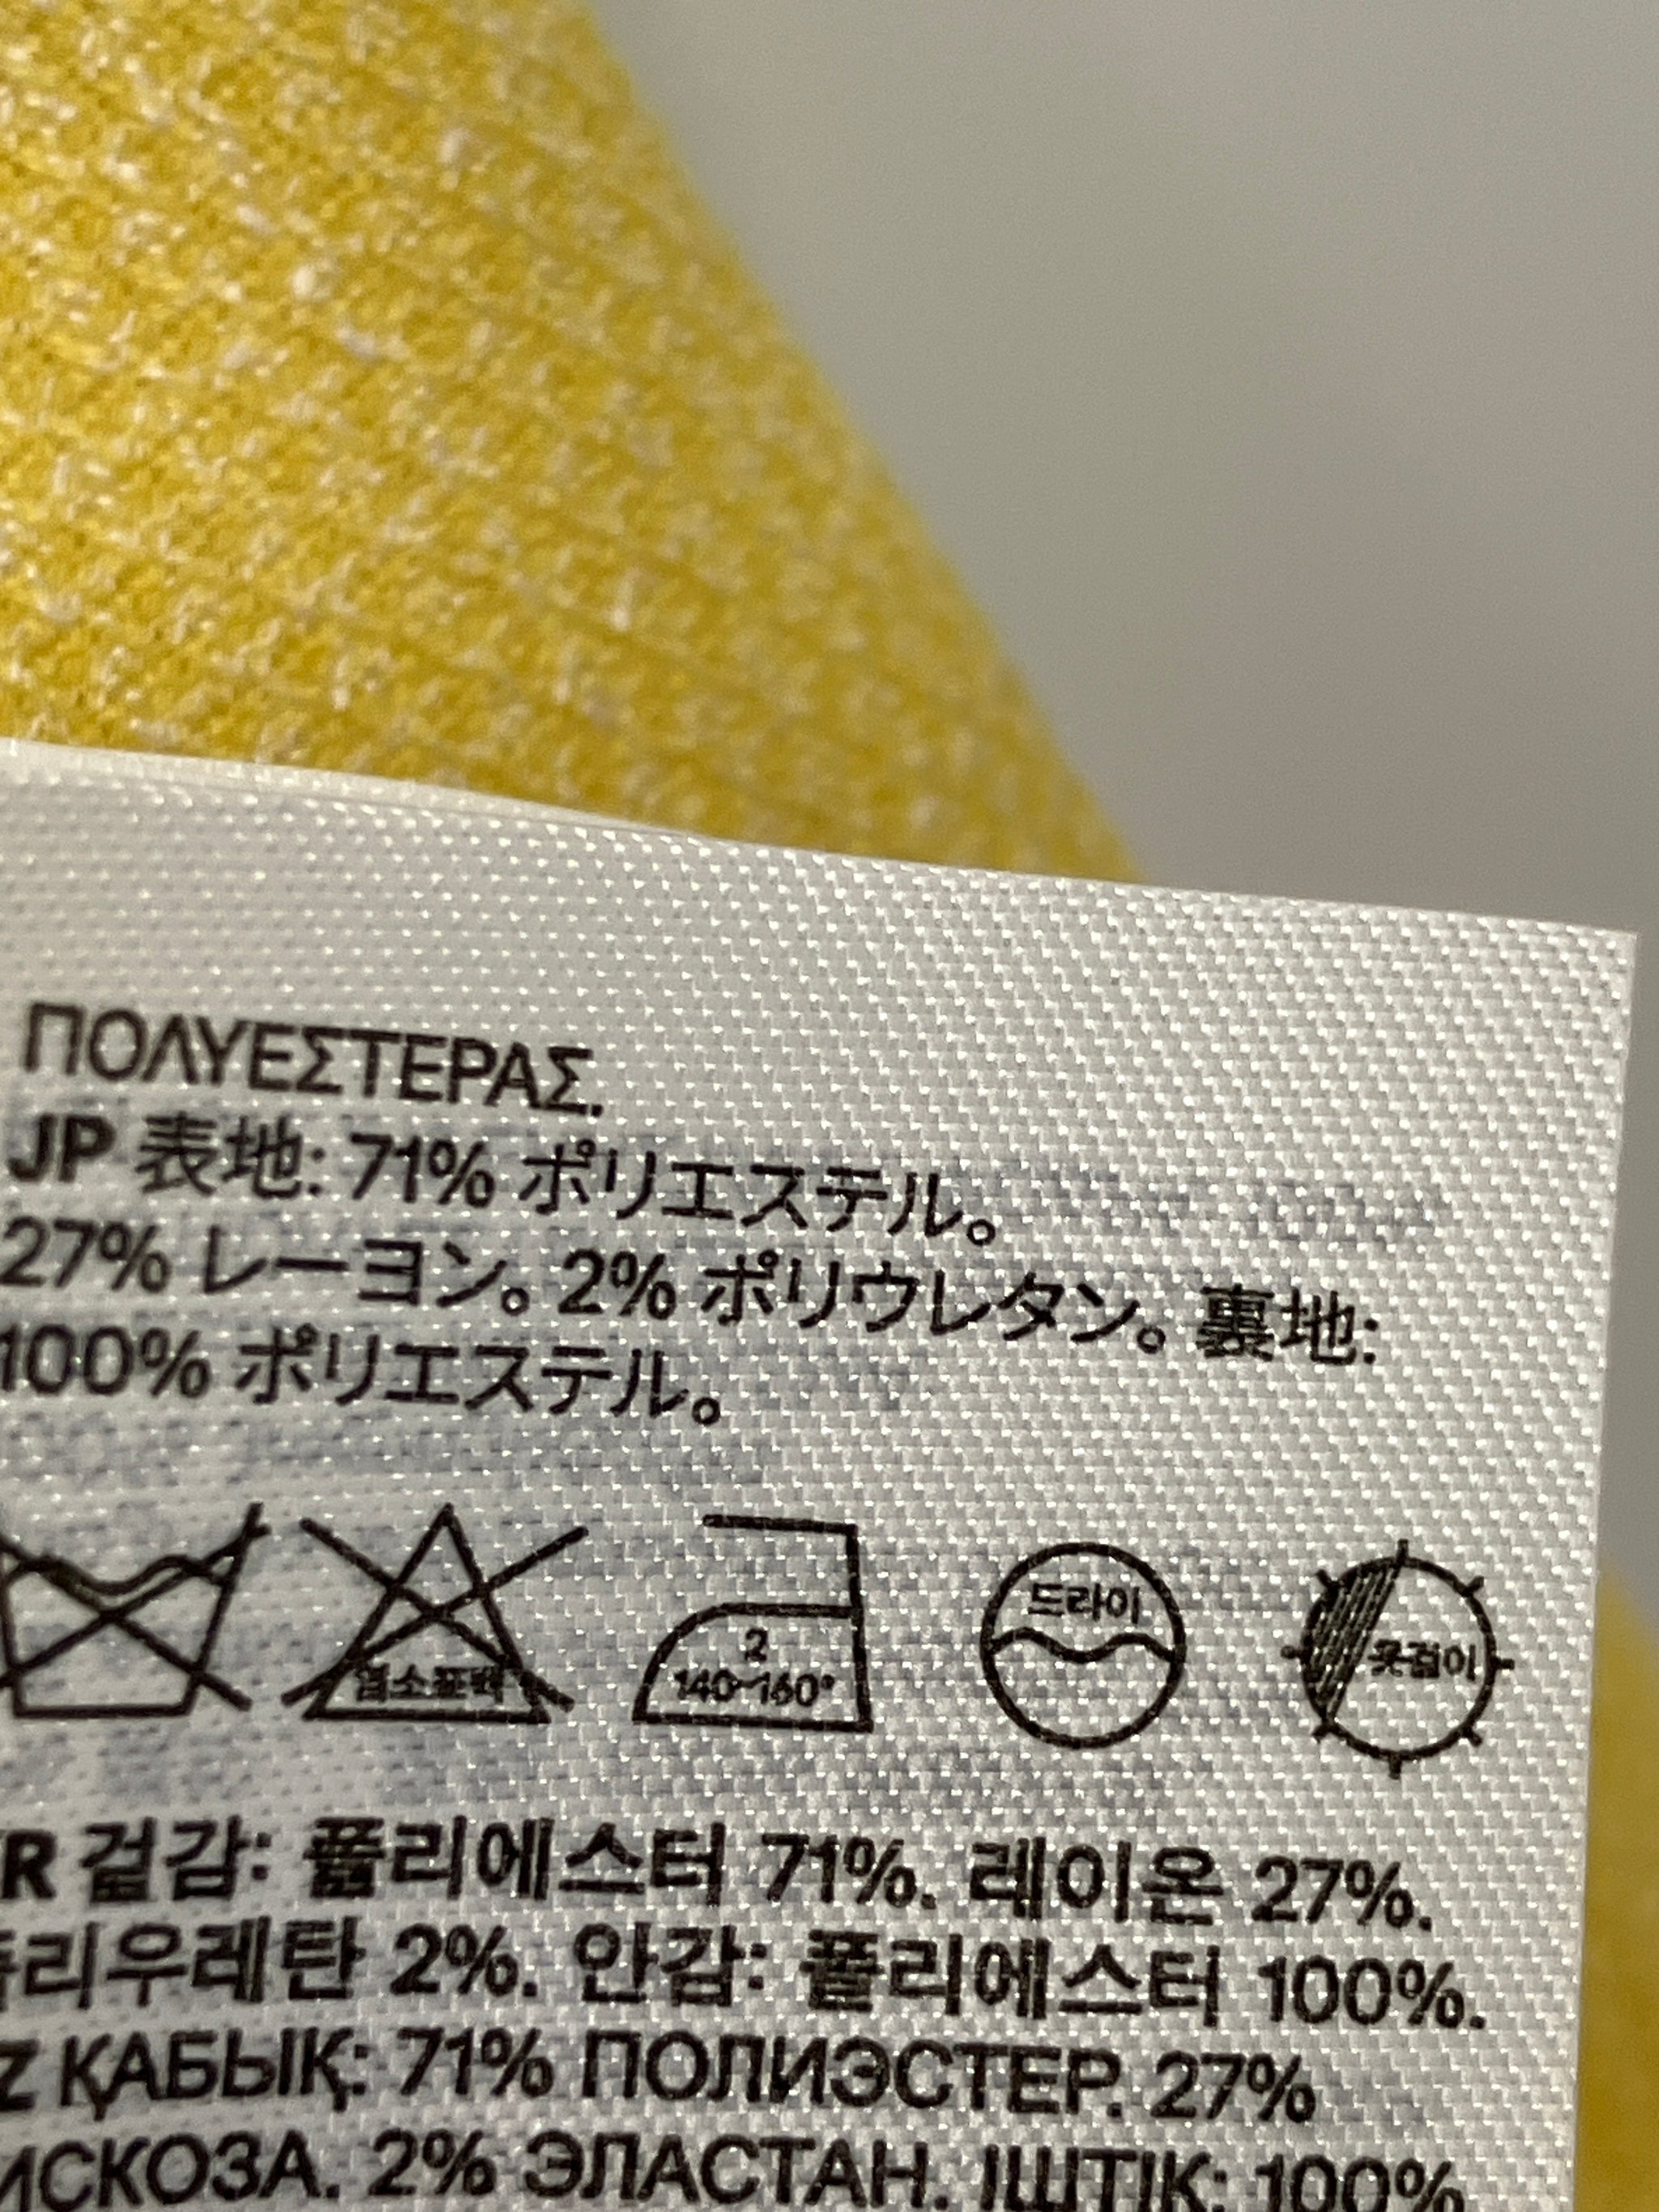 ΠΟΛΥΕΣΤΕΡΑΣ.
JP 表地: 71% ポリエステル。
27% レーヨン。 2% ポリウレタン。 裏地:
100% ポリエステル。
염소표백
2
140~160°
드라이
옷걸이
KR 겉감: 폴리에스터 71%. 레이온 27%.
폴리우레탄 2%. 안감: 폴리에스터 100%.
KZ ҚАБЫҚ: 71% ПОЛИЭСТЕР. 27%
ВИСКОЗА. 2% ЭЛАСТАН. ІШТІК: 100%